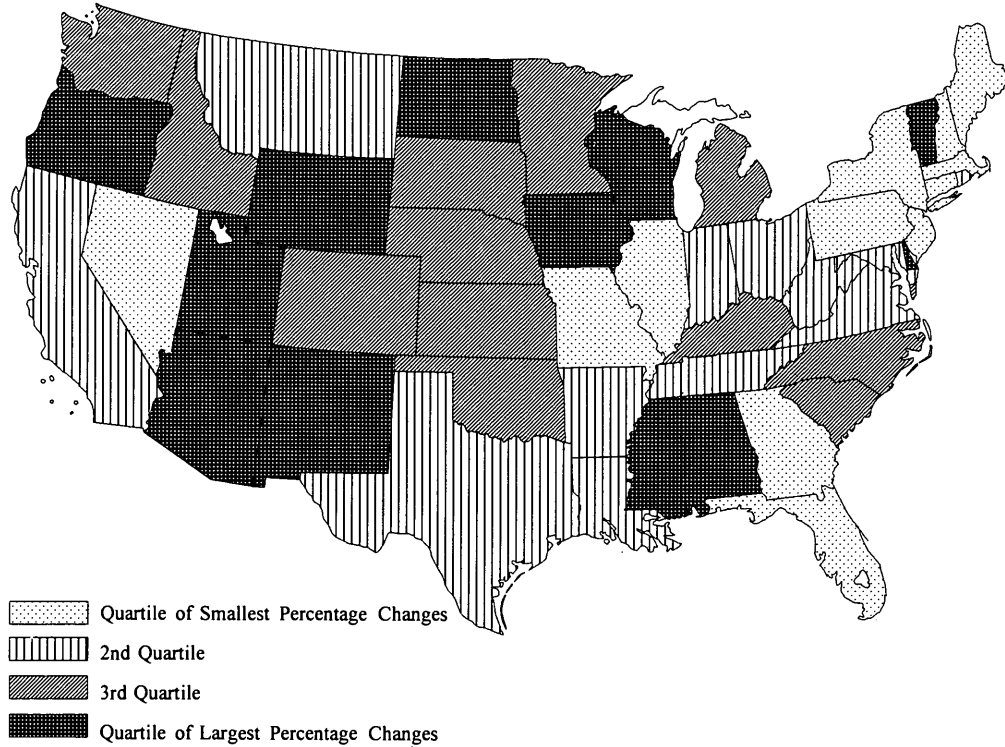 Quartile of Smallest Percentage Changes
2nd Quartile
3rd Quartile
Quartile of Largest Percentage Changes